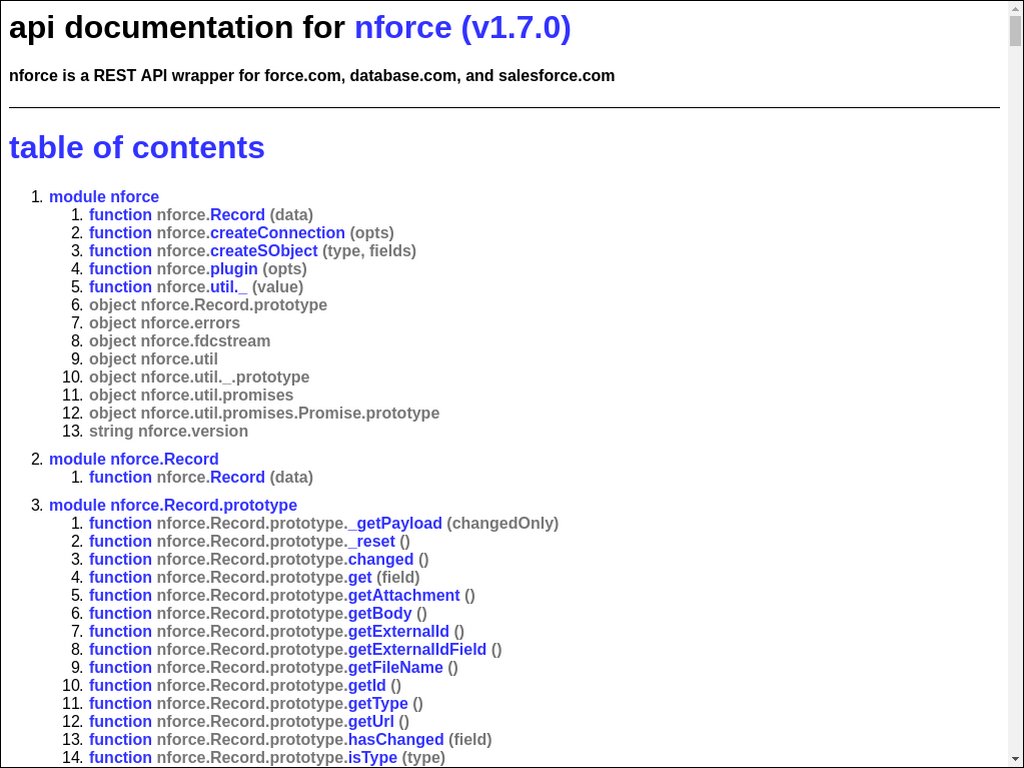 api documentation for nforce (v1.7.0)
nforce is a REST API wrapper for force.com, database.com, and salesforce.com
table of contents
1. module nforce
1. function nforce.Record (data)
2. function nforce.createConnection (opts)
3. function nforce.createSObject (type, fields)
4. function nforce.plugin (opts)
5. function nforce.util._ (value)
6. object nforce.Record.prototype
7. object nforce.errors
8. object nforce.fdcstream
9. object nforce.util
10. object nforce.util._.prototype
11. object nforce.util.promises
12. object nforce.util.promises.Promise.prototype
13. string nforce.version
2. module nforce.Record
1. function nforce.Record (data)
3. module nforce.Record.prototype
1. function nforce.Record.prototype._getPayload (changedOnly)
2. function nforce.Record.prototype._reset ()
3. function nforce.Record.prototype.changed ()
4. function nforce.Record.prototype.get (field)
5. function nforce.Record.prototype.getAttachment ()
6. function nforce.Record.prototype.getBody ()
7. function nforce.Record.prototype.getExternalId ()
8. function nforce.Record.prototype.getExternalIdField ()
9. function nforce.Record.prototype.getFileName ()
10. function nforce.Record.prototype.getId ()
11. function nforce.Record.prototype.getType ()
12. function nforce.Record.prototype.getUrl ()
13. function nforce.Record.prototype.hasChanged (field)
14. function nforce.Record.prototype.isType (type)